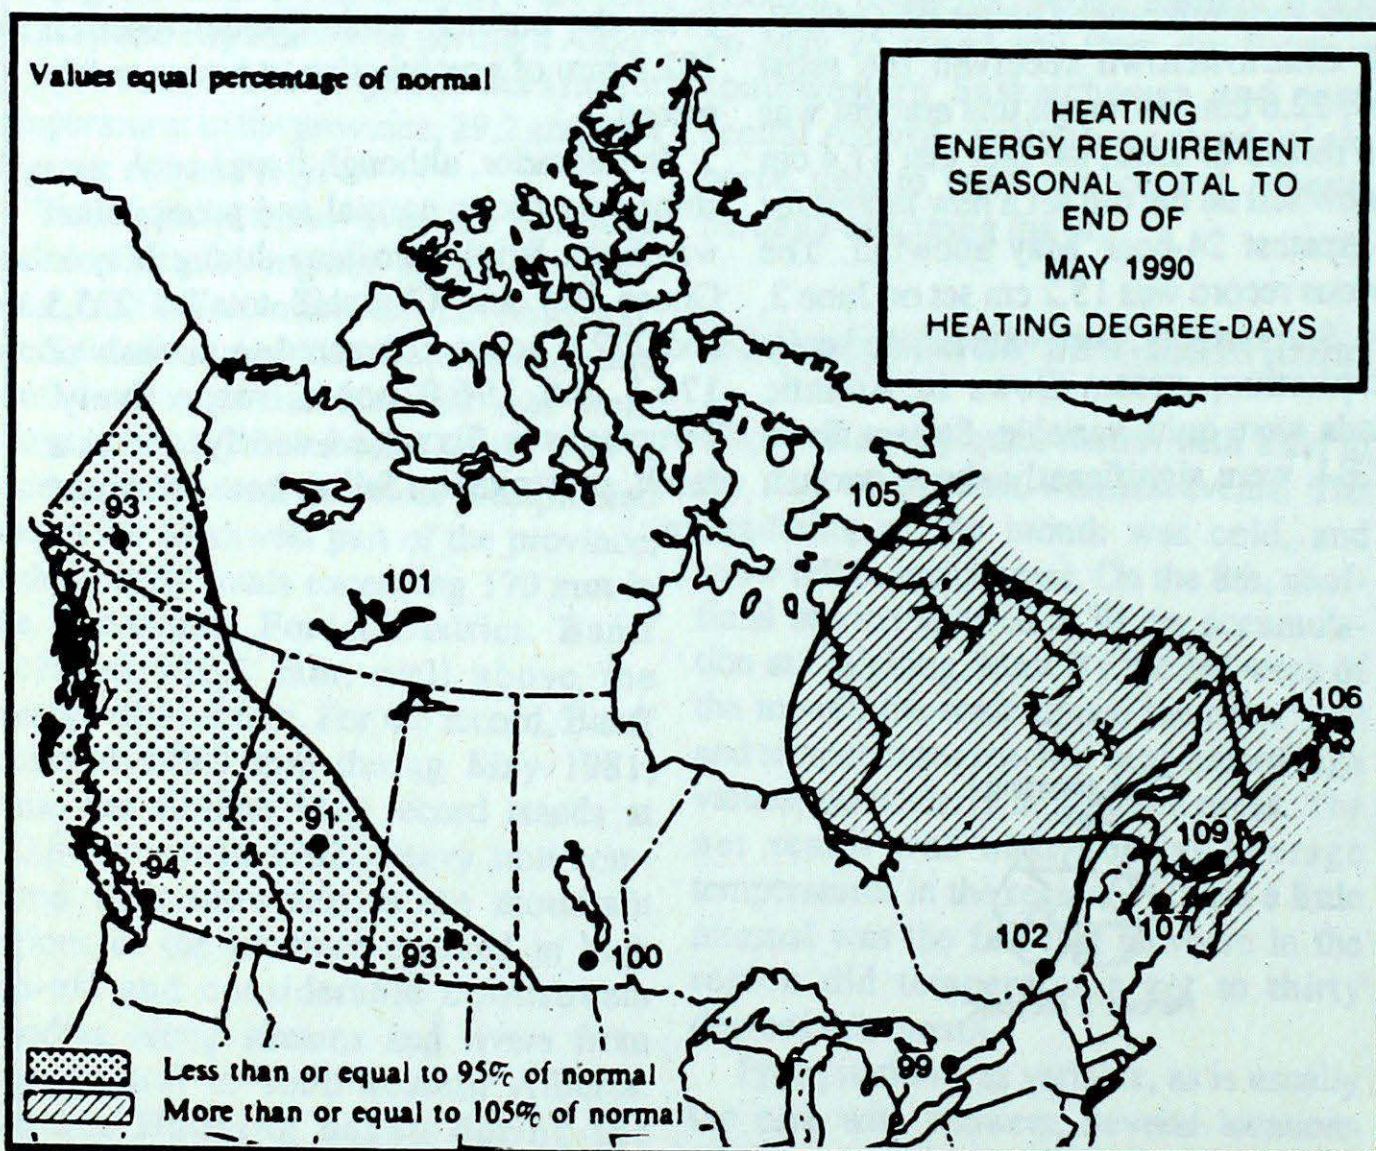 Values equal percentage of normal
HEATING
ENERGY REQUIREMENT
SEASONAL TOTAL TO
END OF
MAY 1990
HEATING DEGREE-DAYS
93
105
101
106
91
109
94
107
93
100
102
99
Less than or equal to 95% of normal
More than or equal to 105% of normal